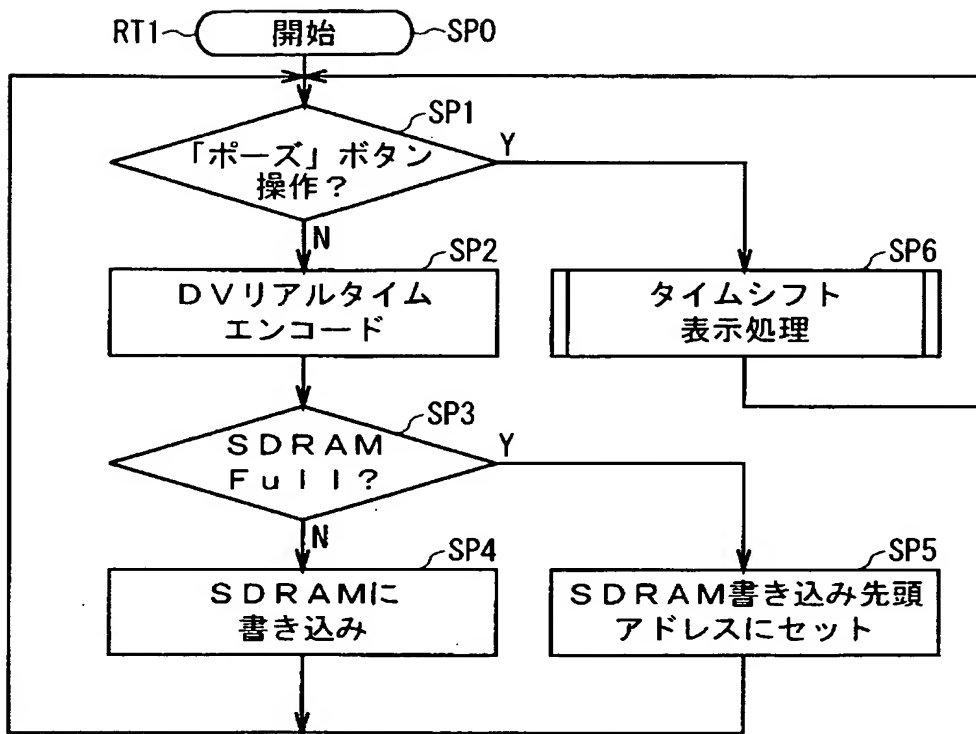 RT1
開始
SP0
SP1
「ポーズ」ボタン
操作？
Y
N
SP2
DVリアルタイム
エンコード
SP6
タイムシフト
表示処理
SP3
SDRAM
Full？
Y
N
SP4
SDRAMに
書き込み
SP5
SDRAM書き込み先頭
アドレスにセット